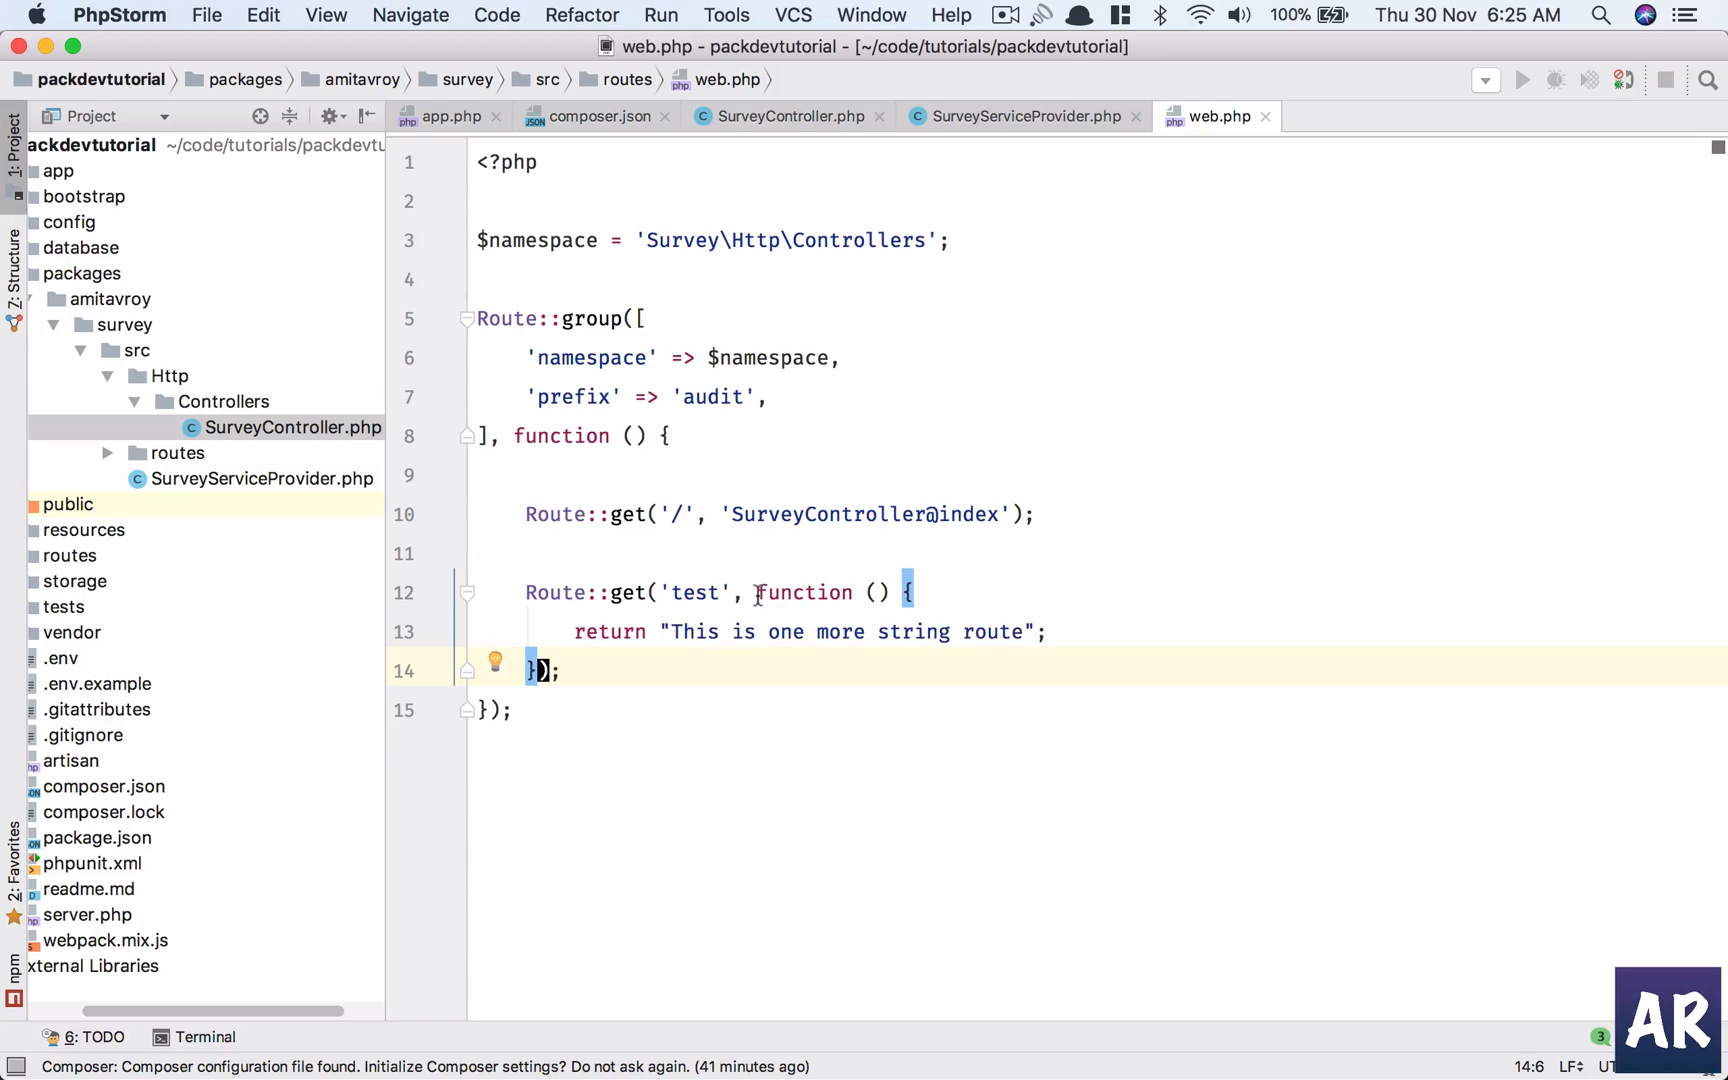 PhpStorm File Edit View Navigate Code Refactor Run Tools VCS Window Help 100% Thu 30 Nov 6:25 AM
web.php - packdevtutorial - [~/code/tutorials/packdevtutorial]
packdevtutorial packages amitavroy survey src routes web.php
Project app.php composer.json SurveyController.php SurveyServiceProvider.php web.php
1: Project
7: Structure
2: Favorites
npm
ackdevtutorial ~/code/tutorials/packdevtu
app
bootstrap
config
database
packages
amitavroy
survey
src
Http
Controllers
SurveyController.php
routes
SurveyServiceProvider.php
public
resources
routes
storage
tests
vendor
.env
.env.example
.gitattributes
.gitignore
artisan
composer.json
composer.lock
package.json
phpunit.xml
readme.md
server.php
webpack.mix.js
xternal Libraries
1 <?php
2
3 $namespace = 'Survey\Http\Controllers';
4
5 Route::group([
6 'namespace' => $namespace,
7 'prefix' => 'audit',
8 ], function () {
9
10 Route::get('/', 'SurveyController@index');
11
12 Route::get('test', function () {
13 return "This is one more string route";
14 });
15 });
6: TODO Terminal 3
Composer: Composer configuration file found. Initialize Composer settings? Do not ask again. (41 minutes ago) 14:6 LF
AR